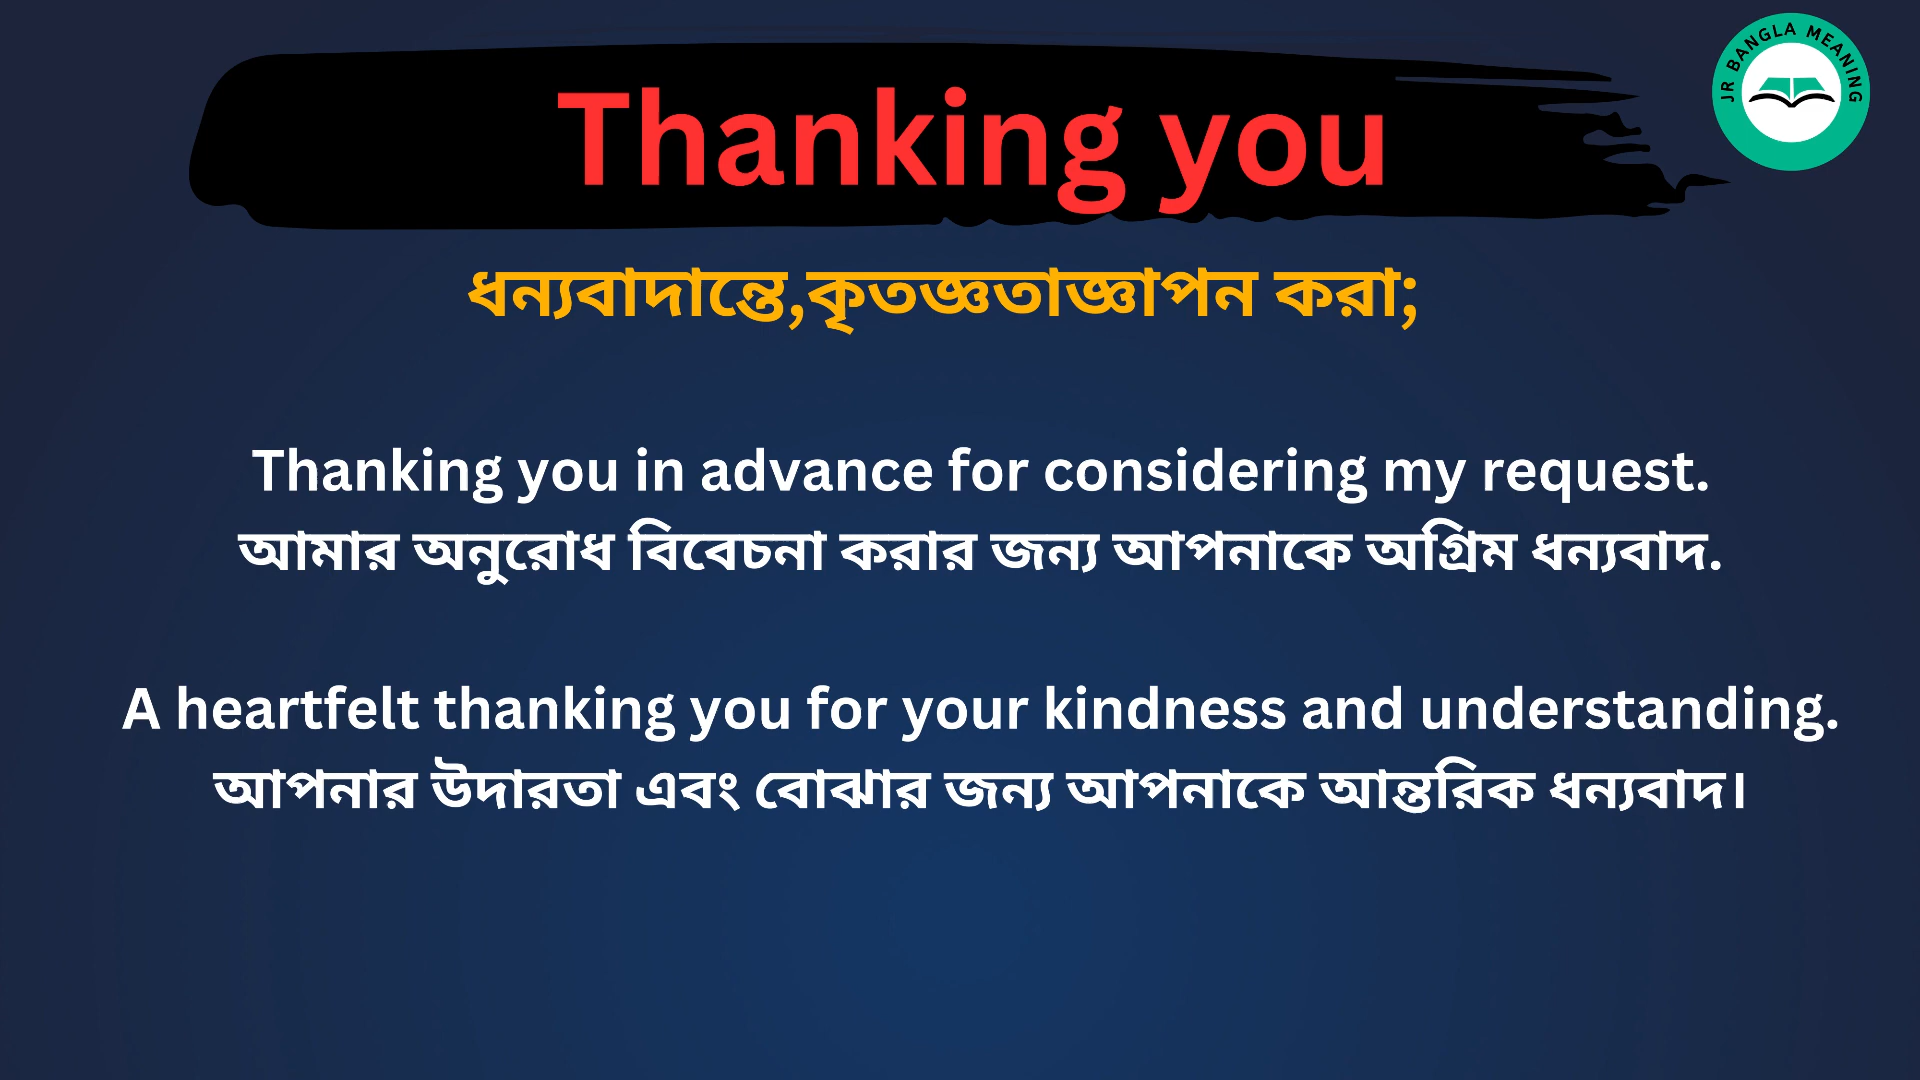 JR BANGLA MEANING
Thanking you
ধন্যবাদান্তে,কৃতজ্ঞতাজ্ঞাপন করা;
Thanking you in advance for considering my request.
আমার অনুরোধ বিবেচনা করার জন্য আপনাকে অগ্রিম ধন্যবাদ.
A heartfelt thanking you for your kindness and understanding.
আপনার উদারতা এবং বোঝার জন্য আপনাকে আন্তরিক ধন্যবাদ।